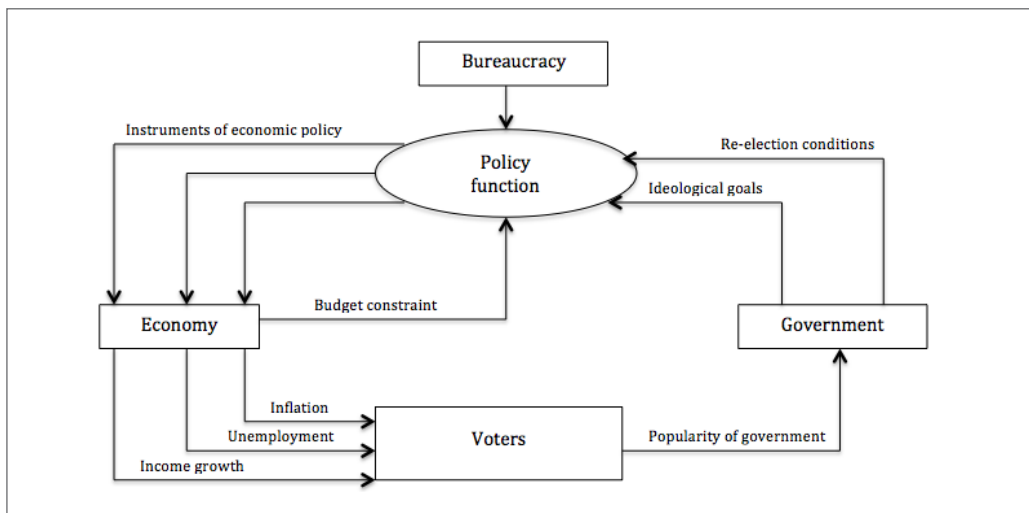 Bureaucracy
Instruments of economic policy
Re-election conditions
Policy
function
Ideological goals
Budget constraint
Economy
Government
Inflation
Unemployment
Voters
Popularity of government
Income growth